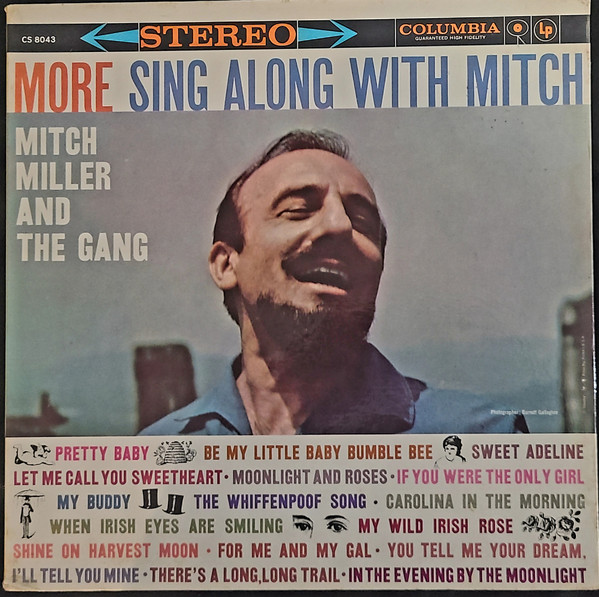 CS 8043
STEREO
COLUMBIA
GUARANTEED HIGH FIDELITY
Lp
MORE SING ALONG WITH MITCH
MITCH
MILLER
AND
THE GANG
Photographer: Garrett Gallagher
PRETTY BABY BE MY LITTLE BABY BUMBLE BEE SWEET ADELINE
LET ME CALL YOU SWEETHEART · MOONLIGHT AND ROSES · IF YOU WERE THE ONLY GIRL
MY BUDDY THE WHIFFENPOOF SONG · CAROLINA IN THE MORNING
WHEN IRISH EYES ARE SMILING MY WILD IRISH ROSE
SHINE ON HARVEST MOON · FOR ME AND MY GAL · YOU TELL ME YOUR DREAM,
I'LL TELL YOU MINE · THERE'S A LONG, LONG TRAIL · IN THE EVENING BY THE MOONLIGHT